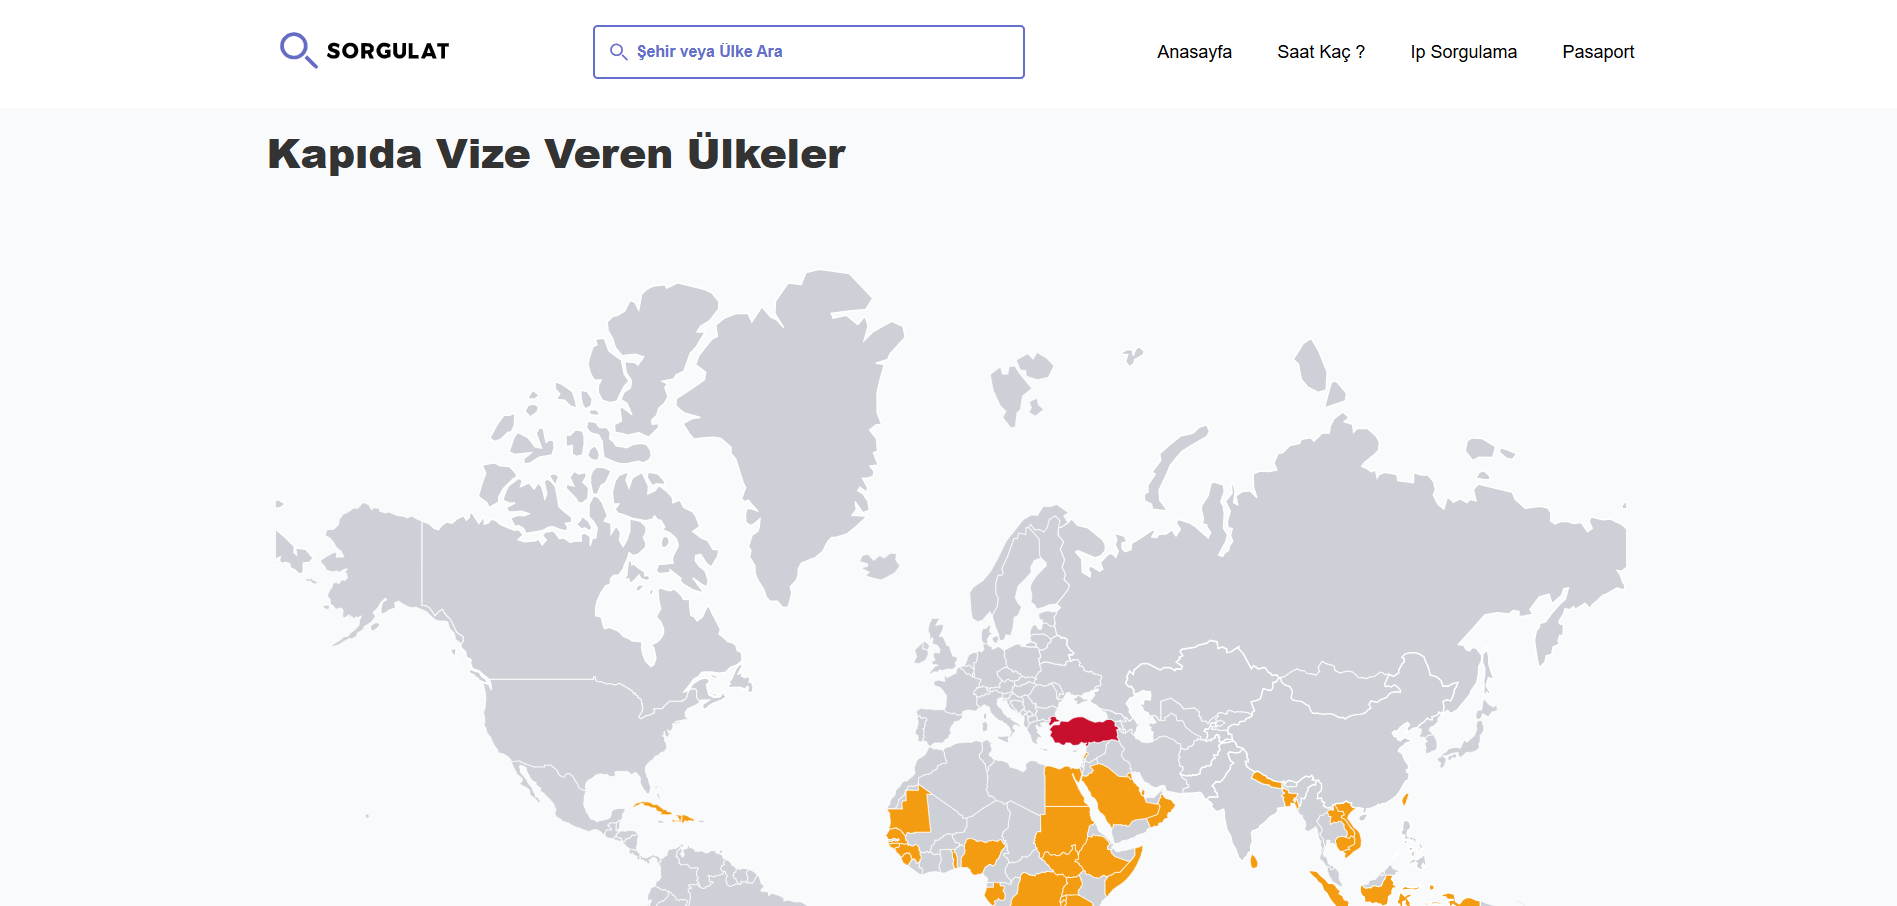 SORGULAT
Şehir veya Ülke Ara
Anasayfa
Saat Kaç ?
Ip Sorgulama
Pasaport
Kapıda Vize Veren Ülkeler